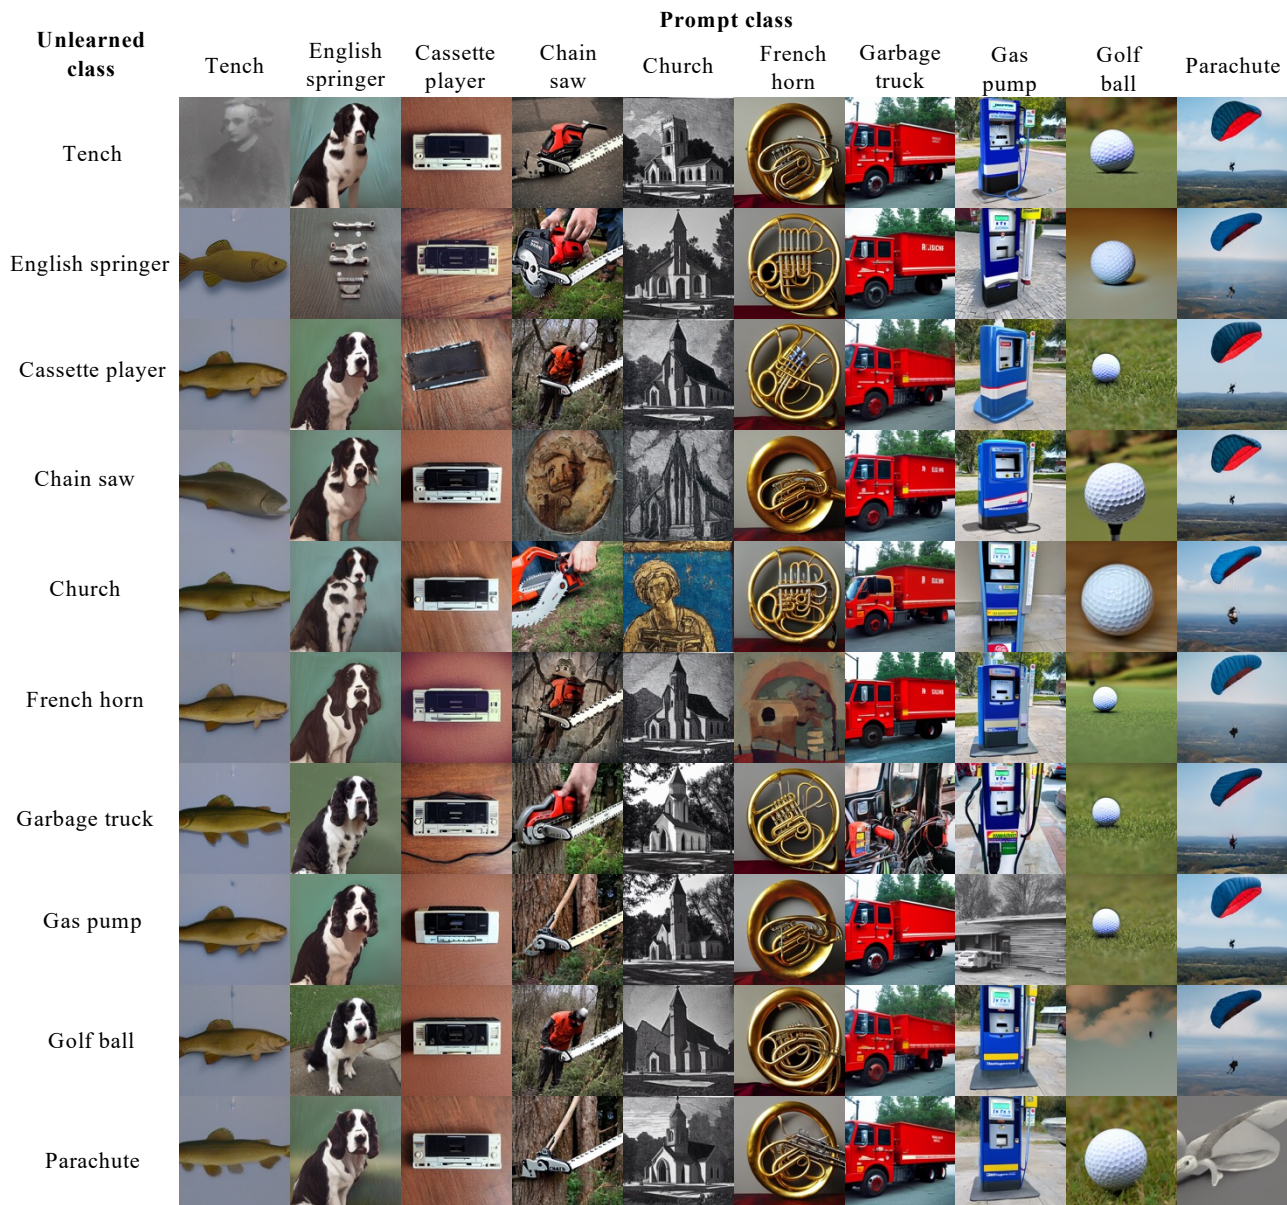 Prompt class
Unlearned
class
Tench
English
springer
Cassette
player
Chain
saw
Church
French
horn
Garbage
truck
Gas
pump
Golf
ball
Parachute
Tench
English springer
Cassette player
Chain saw
Church
French horn
Garbage truck
Gas pump
Golf ball
Parachute